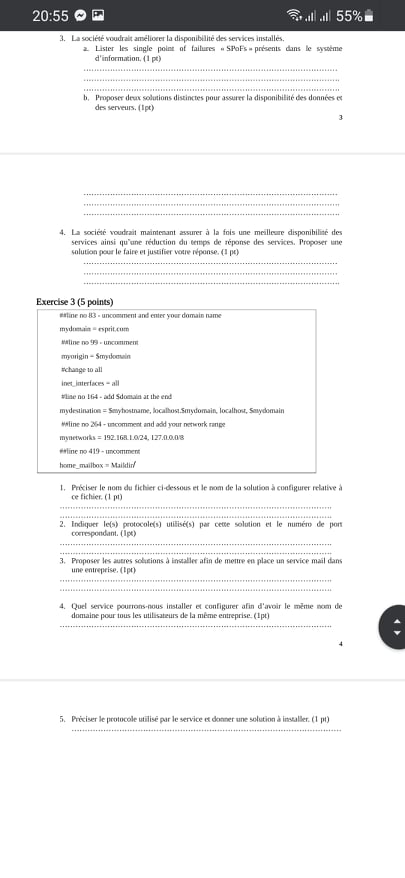 20:55
55%
3. La société voudrait améliorer la disponibilité des services installés.
a. Lister les single point of failures « SPoFs » présents dans le système
d'information. (1 pt)
b. Proposer deux solutions distinctes pour assurer la disponibilité des données et
des serveurs. (1pt)
3
4. La société voudrait maintenant assurer à la fois une meilleure disponibilité des
services ainsi qu'une réduction du temps de réponse des services. Proposer une
solution pour le faire et justifier votre réponse. (1 pt)
Exercise 3 (5 points)
##line no 83 - uncomment and enter your domain name
mydomain = esprit.com
##line no 99 - uncomment
myorigin = $mydomain
#change to all
inet_interfaces = all
#line no 164 - add $domain at the end
mydestination = $myhostname, localhost.$mydomain, localhost, $mydomain
##line no 264 - uncomment and add your network range
mynetworks = 192.168.1.0/24, 127.0.0.0/8
##line no 419 - uncomment
home_mailbox = Maildir/
1. Préciser le nom du fichier ci-dessous et le nom de la solution à configurer relative à
ce fichier. (1 pt)
2. Indiquer le(s) protocole(s) utilisé(s) par cette solution et le numéro de port
correspondant. (1pt)
3. Proposer les autres solutions à installer afin de mettre en place un service mail dans
une entreprise. (1pt)
4. Quel service pourrons-nous installer et configurer afin d'avoir le même nom de
domaine pour tous les utilisateurs de la même entreprise. (1pt)
4
5. Préciser le protocole utilisé par le service et donner une solution à installer. (1 pt)